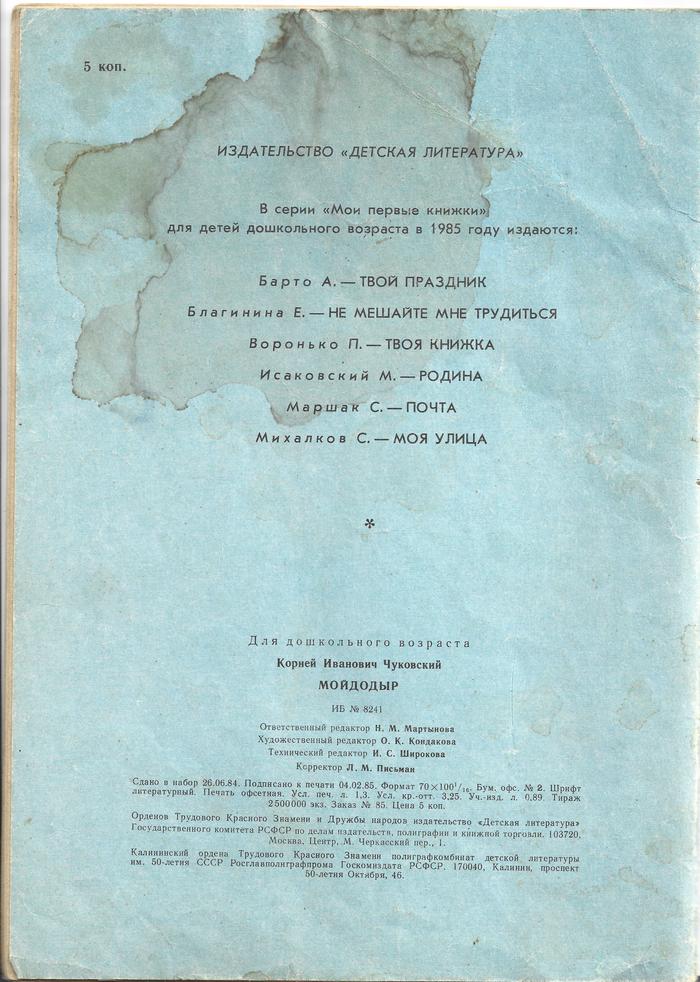 5 коп.
ИЗДАТЕЛЬСТВО «ДЕТСКАЯ ЛИТЕРАТУРА»
В серии «Мои первые книжки»
для детей дошкольного возраста в 1985 году издаются:
Барто А. — ТВОЙ ПРАЗДНИК
Благинина Е. — НЕ МЕШАЙТЕ МНЕ ТРУДИТЬСЯ
Воронько П. — ТВОЯ КНИЖКА
Исаковский М. — РОДИНА
Маршак С. — ПОЧТА
Михалков С. — МОЯ УЛИЦА
*
Для дошкольного возраста
Корней Иванович Чуковский
МОЙДОДЫР
ИБ № 8241
Ответственный редактор Н. М. Мартынова
Художественный редактор О. К. Кондакова
Технический редактор И. С. Широкова
Корректор Л. М. Письман
Сдано в набор 26.06.84. Подписано к печати 04.02.85. Формат 70×100¹/₁₆. Бум. офс. № 2. Шрифт
литературный. Печать офсетная. Усл. печ. л. 1,3. Усл. кр.-отт. 3,25. Уч.-изд. л. 0,89. Тираж
2 500 000 экз. Заказ № 85. Цена 5 коп.
Орденов Трудового Красного Знамени и Дружбы народов издательство «Детская литература»
Государственного комитета РСФСР по делам издательств, полиграфии и книжной торговли. 103720,
Москва, Центр, М. Черкасский пер., 1.
Калининский ордена Трудового Красного Знамени полиграфкомбинат детской литературы
им. 50-летия СССР Росглавполиграфпрома Госкомиздата РСФСР. 170040, Калинин, проспект
50-летия Октября, 46.